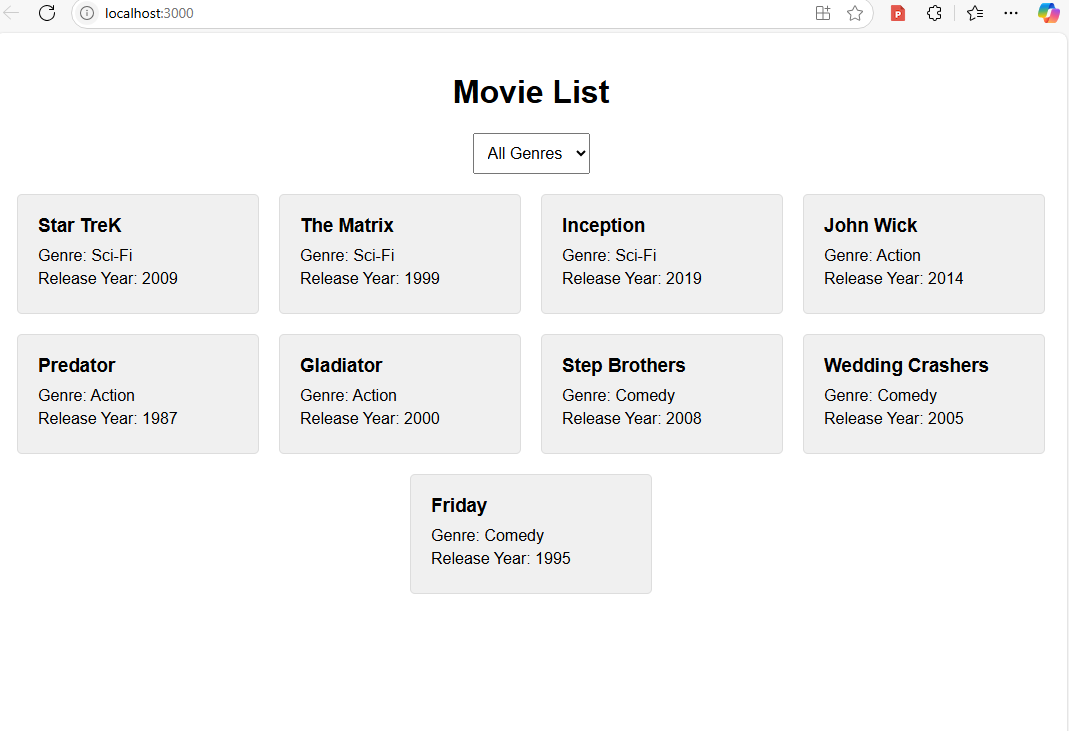 localhost:3000
Movie List
All Genres
Star TreK
Genre: Sci-Fi
Release Year: 2009
The Matrix
Genre: Sci-Fi
Release Year: 1999
Inception
Genre: Sci-Fi
Release Year: 2019
John Wick
Genre: Action
Release Year: 2014
Predator
Genre: Action
Release Year: 1987
Gladiator
Genre: Action
Release Year: 2000
Step Brothers
Genre: Comedy
Release Year: 2008
Wedding Crashers
Genre: Comedy
Release Year: 2005
Friday
Genre: Comedy
Release Year: 1995